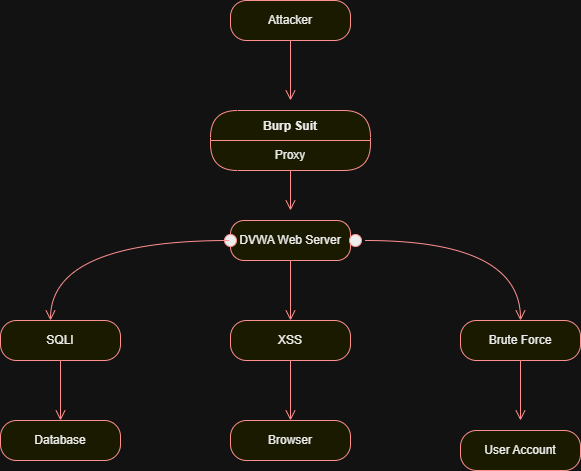 Attacker
Burp Suit
Proxy
DVWA Web Server
SQLI
XSS
Brute Force
Database
Browser
User Account